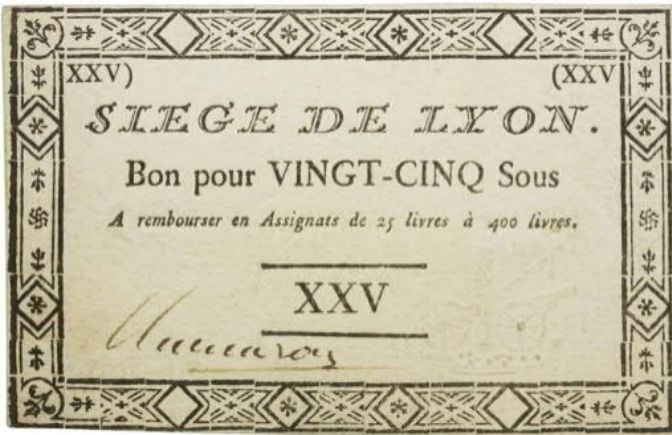 XXV) (XXV
SIEGE DE LYON.
Bon pour VINGT-CINQ Sous
A rembourser en Assignats de 25 livres à 400 livres.
XXV